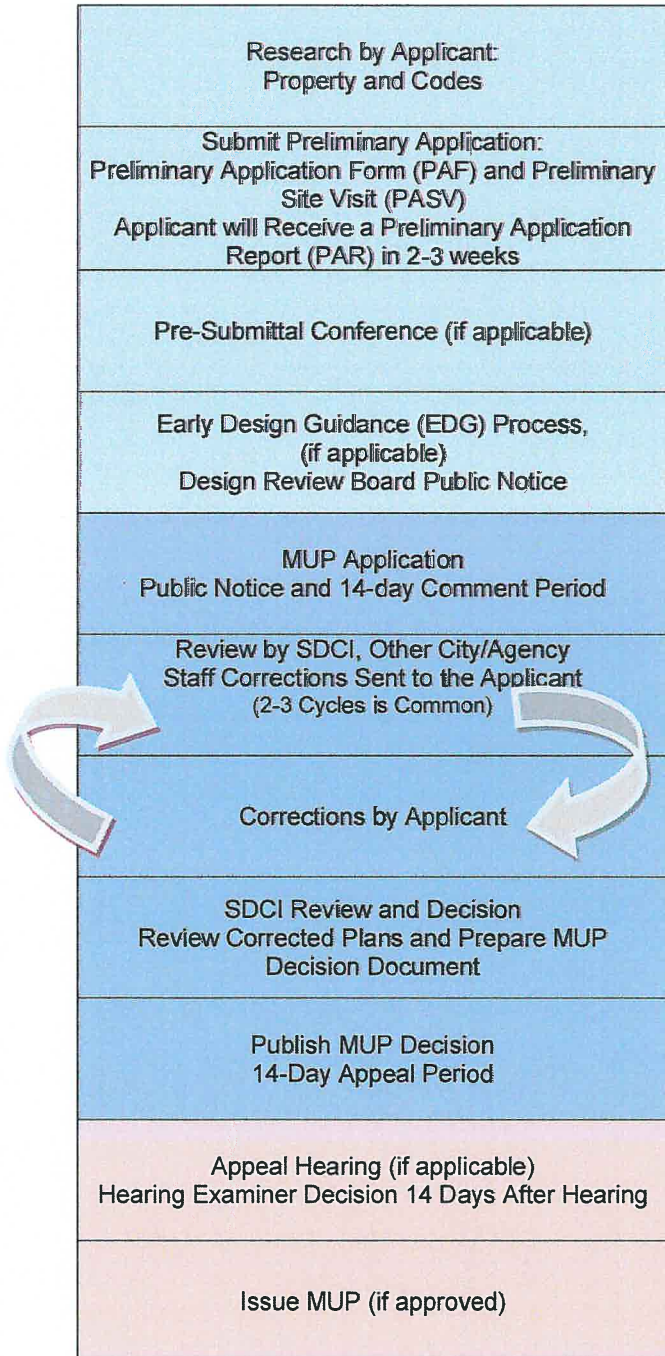 Research by Applicant:
Property and Codes
Submit Preliminary Application:
Preliminary Application Form (PAF) and Preliminary
Site Visit (PASV)
Applicant will Receive a Preliminary Application
Report (PAR) in 2-3 weeks
Pre-Submittal Conference (if applicable)
Early Design Guidance (EDG) Process,
(if applicable)
Design Review Board Public Notice
MUP Application
Public Notice and 14-day Comment Period
Review by SDCI, Other City/Agency
Staff Corrections Sent to the Applicant
(2-3 Cycles is Common)
Corrections by Applicant
SDCI Review and Decision
Review Corrected Plans and Prepare MUP
Decision Document
Publish MUP Decision
14-Day Appeal Period
Appeal Hearing (if applicable)
Hearing Examiner Decision 14 Days After Hearing
Issue MUP (if approved)